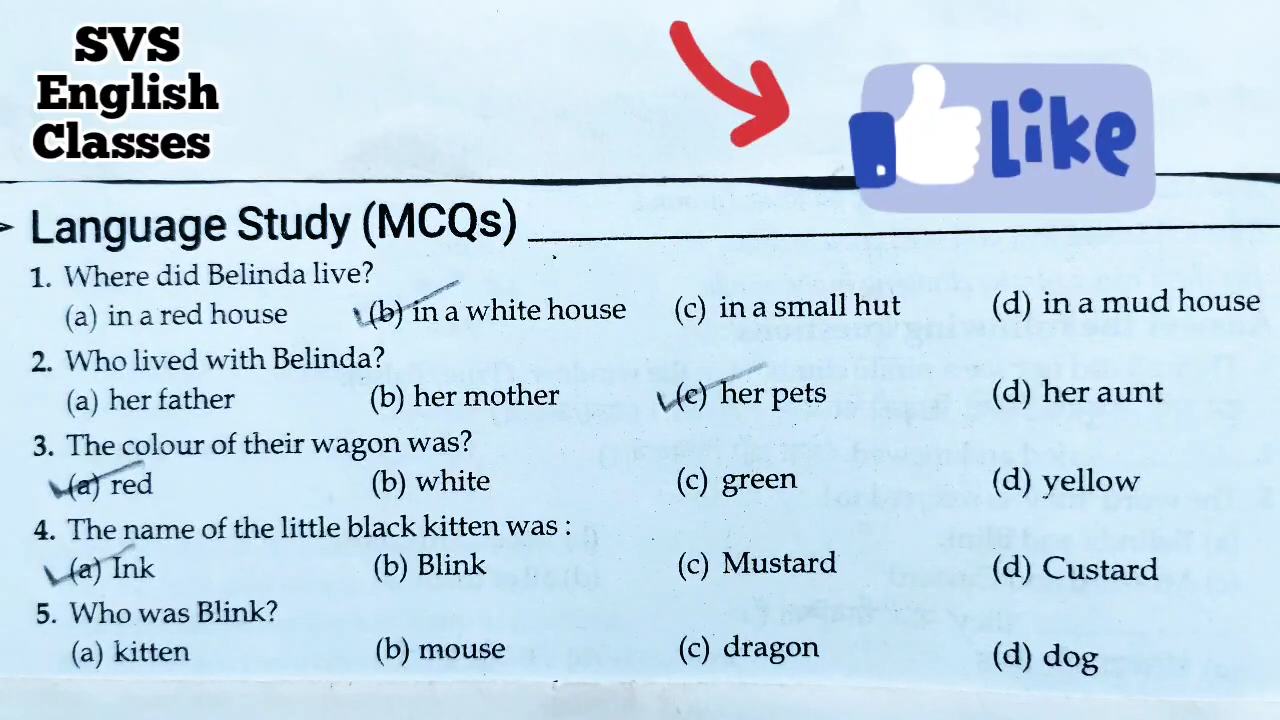 SVS
English
Classes
Like
Language Study (MCQs)
1. Where did Belinda live?
(a) in a red house (b) in a white house (c) in a small hut (d) in a mud house
2. Who lived with Belinda?
(a) her father (b) her mother (c) her pets (d) her aunt
3. The colour of their wagon was?
(a) red (b) white (c) green (d) yellow
4. The name of the little black kitten was :
(a) Ink (b) Blink (c) Mustard (d) Custard
5. Who was Blink?
(a) kitten (b) mouse (c) dragon (d) dog